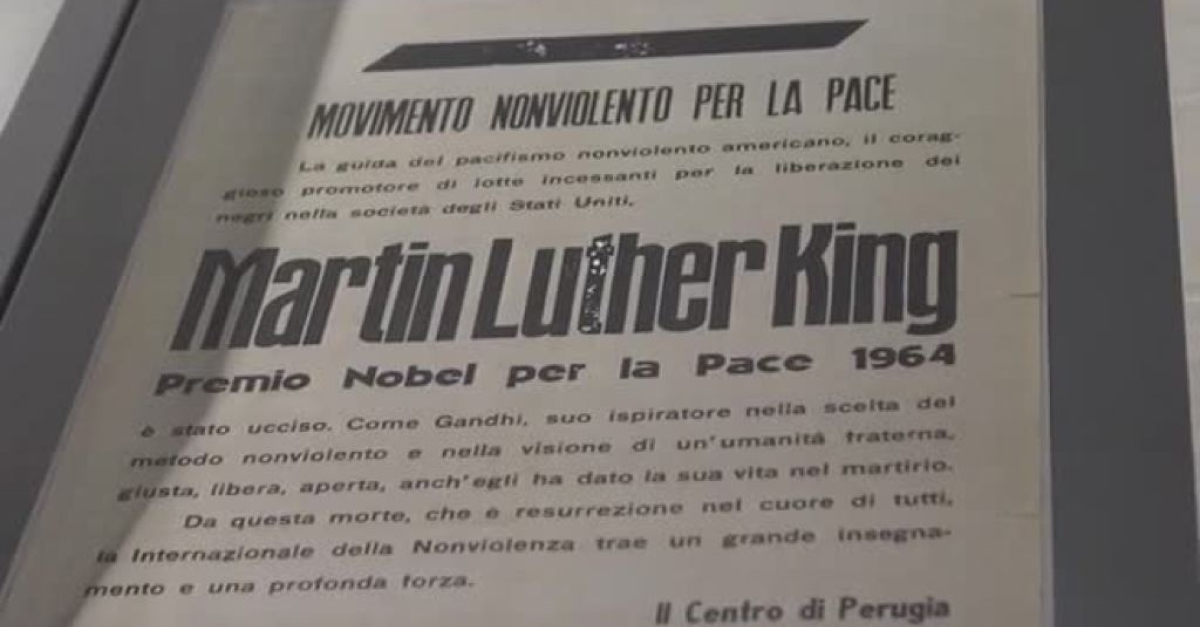 MOVIMENTO NONVIOLENTO PER LA PACE
La guida del pacifismo nonviolento americano, il corag-
gioso promotore di lotte incessanti per la liberazione dei
negri nella società degli Stati Uniti,
Martin Luther King
Premio Nobel per la Pace 1964
è stato ucciso. Come Gandhi, suo ispiratore nella scelta del
metodo nonviolento e nella visione di un'umanità fraterna,
giusta, libera, aperta, anch'egli ha dato la sua vita nel martirio.
Da questa morte, che è resurrezione nel cuore di tutti,
la Internazionale della Nonviolenza trae un grande insegna-
mento e una profonda forza.
Il Centro di Perugia